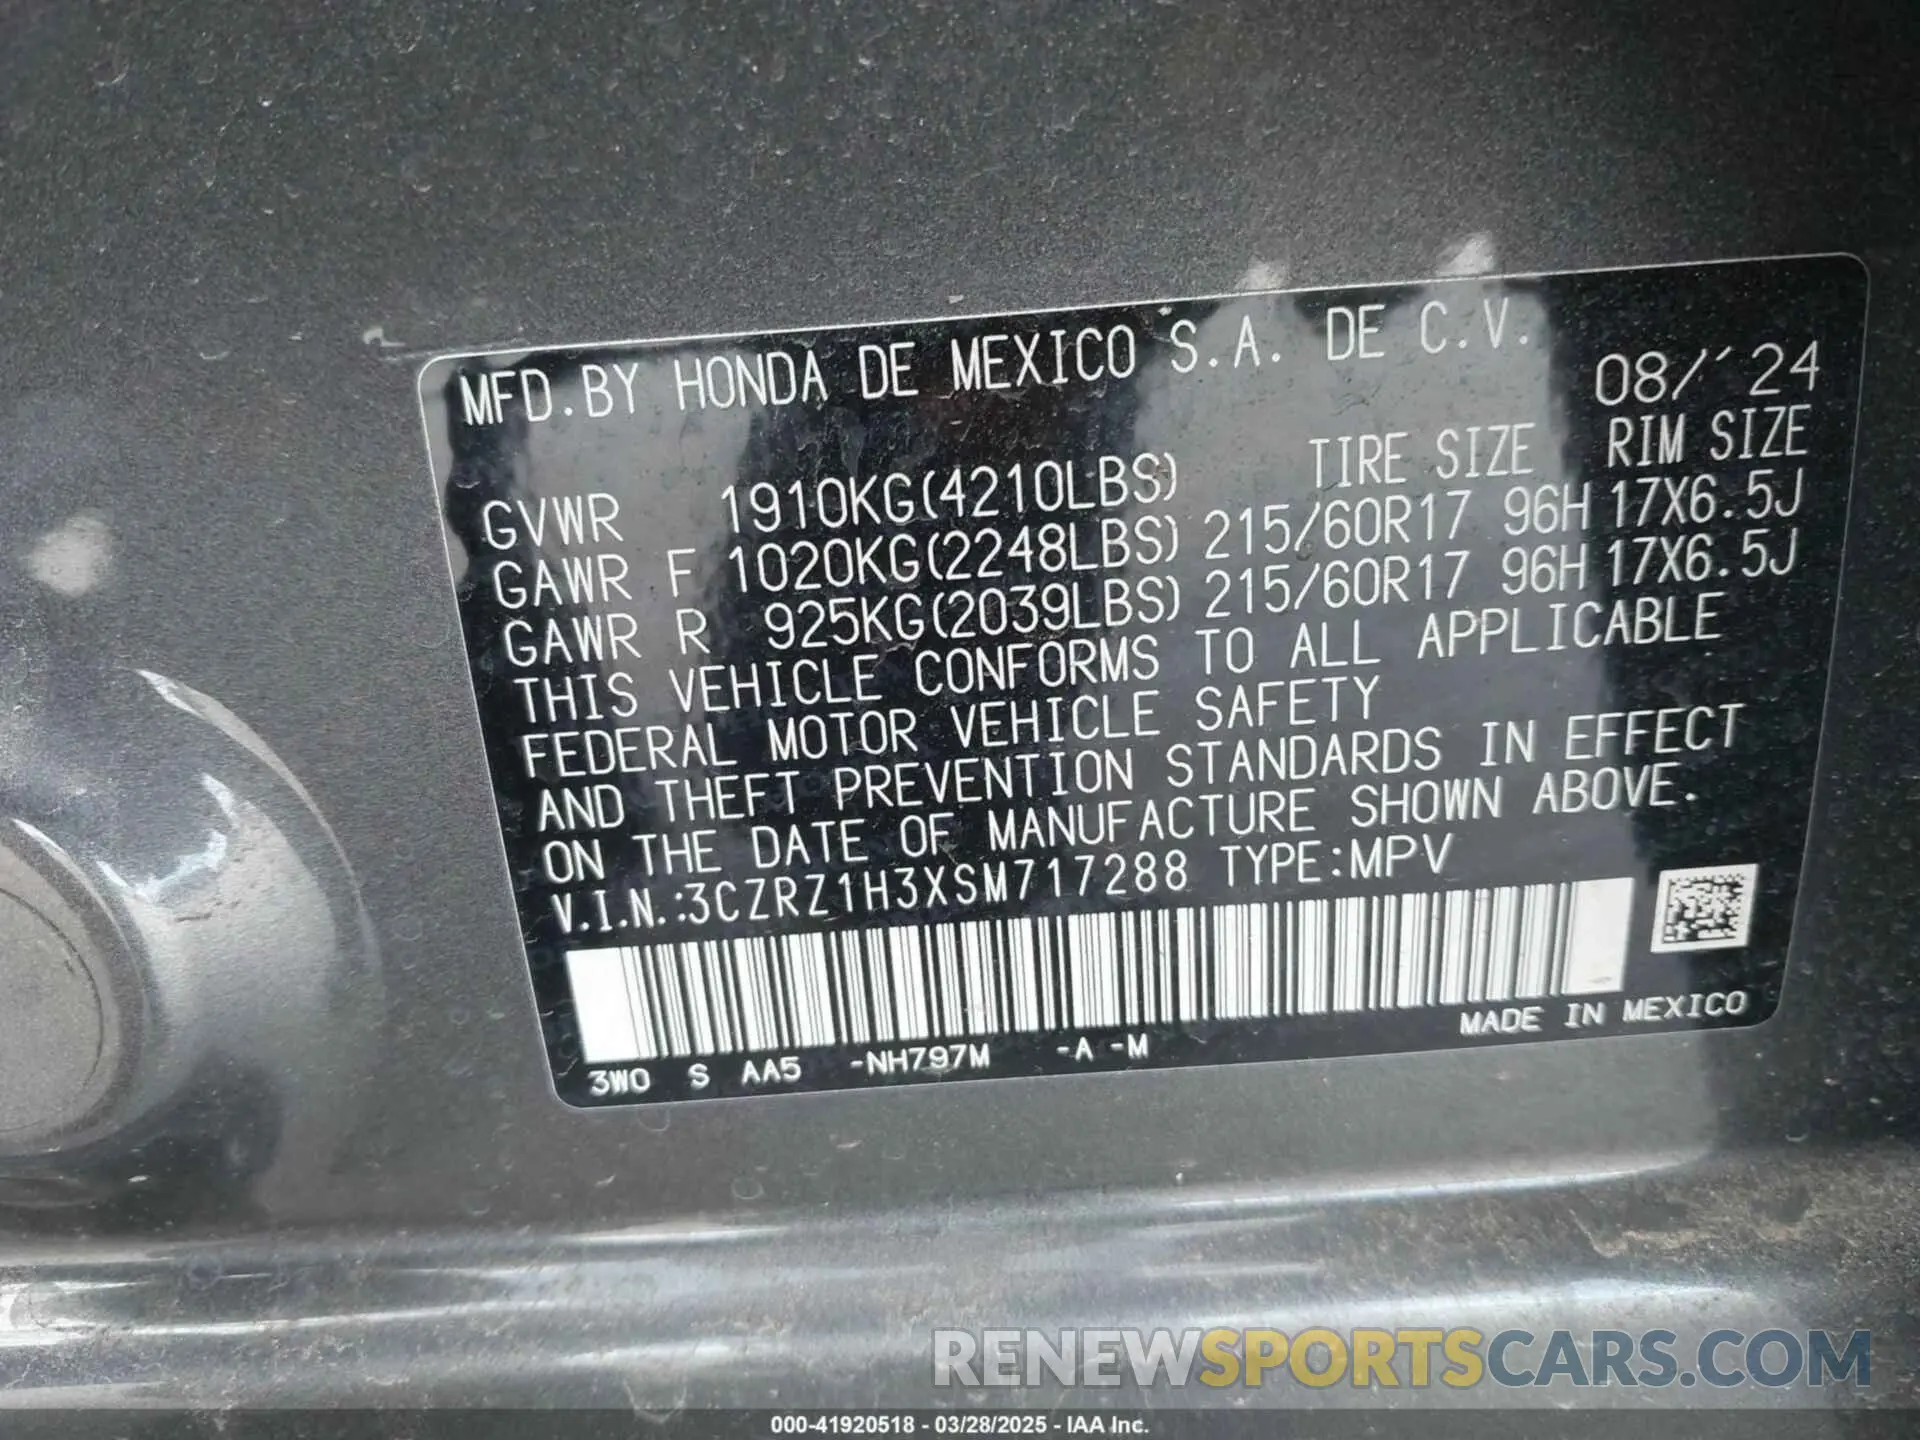 MFD.BY HONDA DE MEXICO S.A. DE C.V. 08/´24
TIRE SIZE RIM SIZE
GVWR 1910KG(4210LBS)
GAWR F 1020KG(2248LBS) 215/60R17 96H 17X6.5J
GAWR R 925KG(2039LBS) 215/60R17 96H 17X6.5J
THIS VEHICLE CONFORMS TO ALL APPLICABLE
FEDERAL MOTOR VEHICLE SAFETY
AND THEFT PREVENTION STANDARDS IN EFFECT
ON THE DATE OF MANUFACTURE SHOWN ABOVE.
V.I.N.:3CZRZ1H3XSM717288 TYPE:MPV
MADE IN MEXICO
3W0 S AA5 -NH797M -A -M
RENEWSPORTSCARS.COM
000-41920518 - 03/28/2025 - IAA Inc.